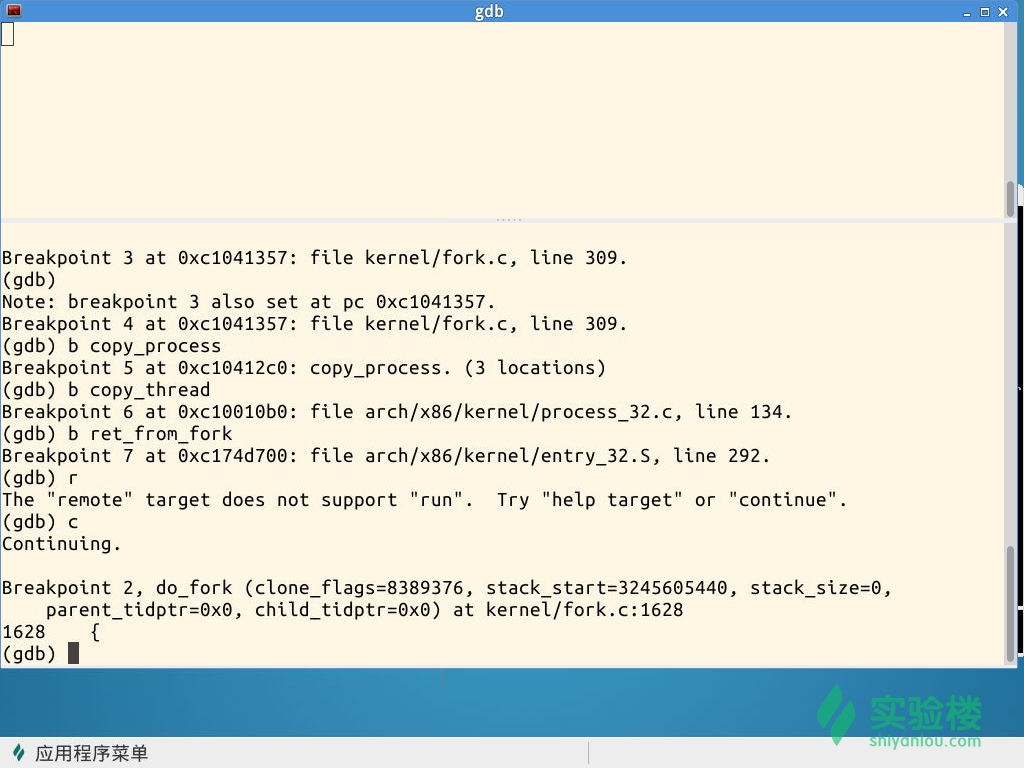 gdb
Breakpoint 3 at 0xc1041357: file kernel/fork.c, line 309.
(gdb)
Note: breakpoint 3 also set at pc 0xc1041357.
Breakpoint 4 at 0xc1041357: file kernel/fork.c, line 309.
(gdb) b copy_process
Breakpoint 5 at 0xc10412c0: copy_process. (3 locations)
(gdb) b copy_thread
Breakpoint 6 at 0xc10010b0: file arch/x86/kernel/process_32.c, line 134.
(gdb) b ret_from_fork
Breakpoint 7 at 0xc174d700: file arch/x86/kernel/entry_32.S, line 292.
(gdb) r
The "remote" target does not support "run".  Try "help target" or "continue".
(gdb) c
Continuing.
Breakpoint 2, do_fork (clone_flags=8389376, stack_start=3245605440, stack_size=0,
    parent_tidptr=0x0, child_tidptr=0x0) at kernel/fork.c:1628
1628    {
(gdb)
实验楼
shiyanlou.com
应用程序菜单